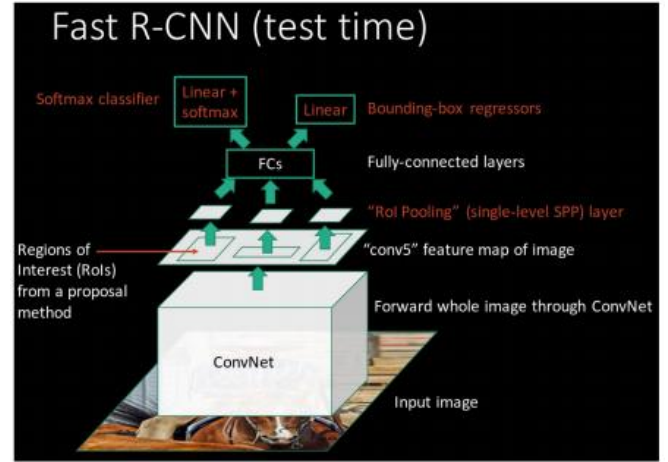 Fast R-CNN (test time)
Softmax classifier
Linear +
softmax
Linear
Bounding-box regressors
FCs
Fully-connected layers
"RoI Pooling" (single-level SPP) layer
Regions of
Interest (RoIs)
from a proposal
method
"conv5" feature map of image
Forward whole image through ConvNet
ConvNet
Input image